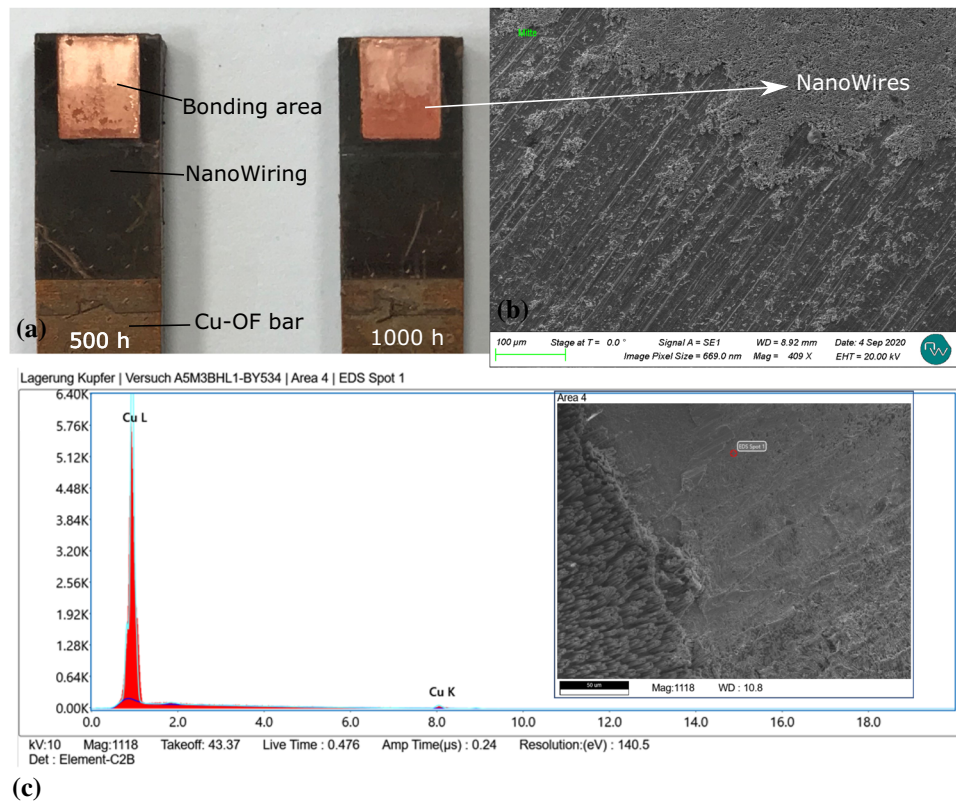 Bonding area
NanoWiring
Cu-OF bar
(a)
500 h
1000 h
Mitte
NanoWires
(b)
100 µm Stage at T = 0.0 ° Signal A = SE1 WD = 8.92 mm Date: 4 Sep 2020
Image Pixel Size = 669.0 nm Mag = 409 X EHT = 20.00 kV
Lagerung Kupfer | Versuch A5M3BHL1-BY534 | Area 4 | EDS Spot 1
6.40K
5.76K
5.12K
4.48K
3.84K
3.20K
2.56K
1.92K
1.28K
0.64K
0.00K
Cu L
Cu K
0.0 2.0 4.0 6.0 8.0 10.0 12.0 14.0 16.0 18.0
Area 4
EDS Spot 1
50 um Mag:1118 WD : 10.8
kV:10 Mag:1118 Takeoff: 43.37 Live Time : 0.476 Amp Time(µs) : 0.24 Resolution:(eV) : 140.5
Det : Element-C2B
(c)